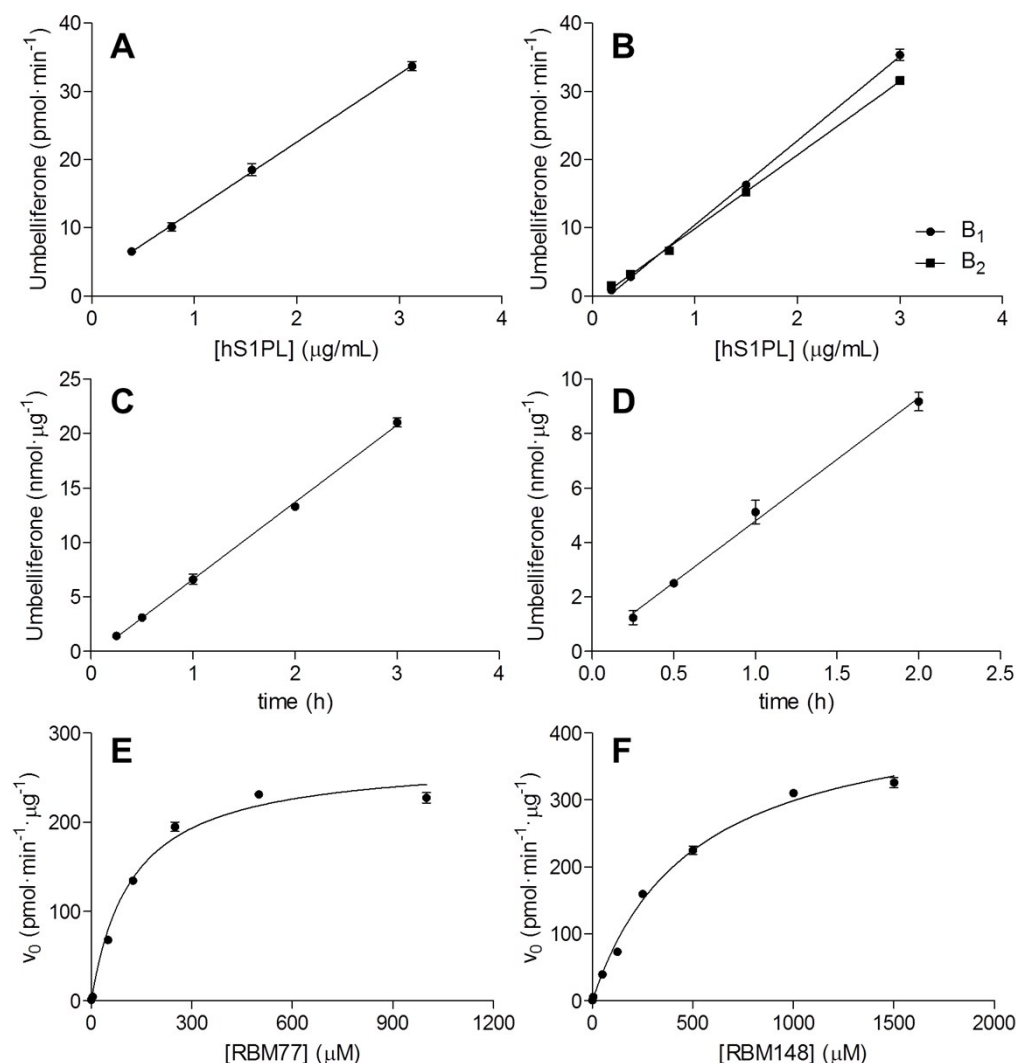 A
Umbelliferone (pmol·min⁻¹)
40
30
20
10
0
0 1 2 3 4
[hS1PL] (μg/mL)
B
Umbelliferone (pmol·min⁻¹)
40
30
20
10
0
B₁
B₂
0 1 2 3 4
[hS1PL] (μg/mL)
C
Umbelliferone (nmol·μg⁻¹)
25
20
15
10
5
0
0 1 2 3 4
time (h)
D
Umbelliferone (nmol·μg⁻¹)
10
8
6
4
2
0
0.0 0.5 1.0 1.5 2.0 2.5
time (h)
E
v₀ (pmol·min⁻¹·μg⁻¹)
300
200
100
0
0 300 600 900 1200
[RBM77] (μM)
F
v₀ (pmol·min⁻¹·μg⁻¹)
400
300
200
100
0
0 500 1000 1500 2000
[RBM148] (μM)